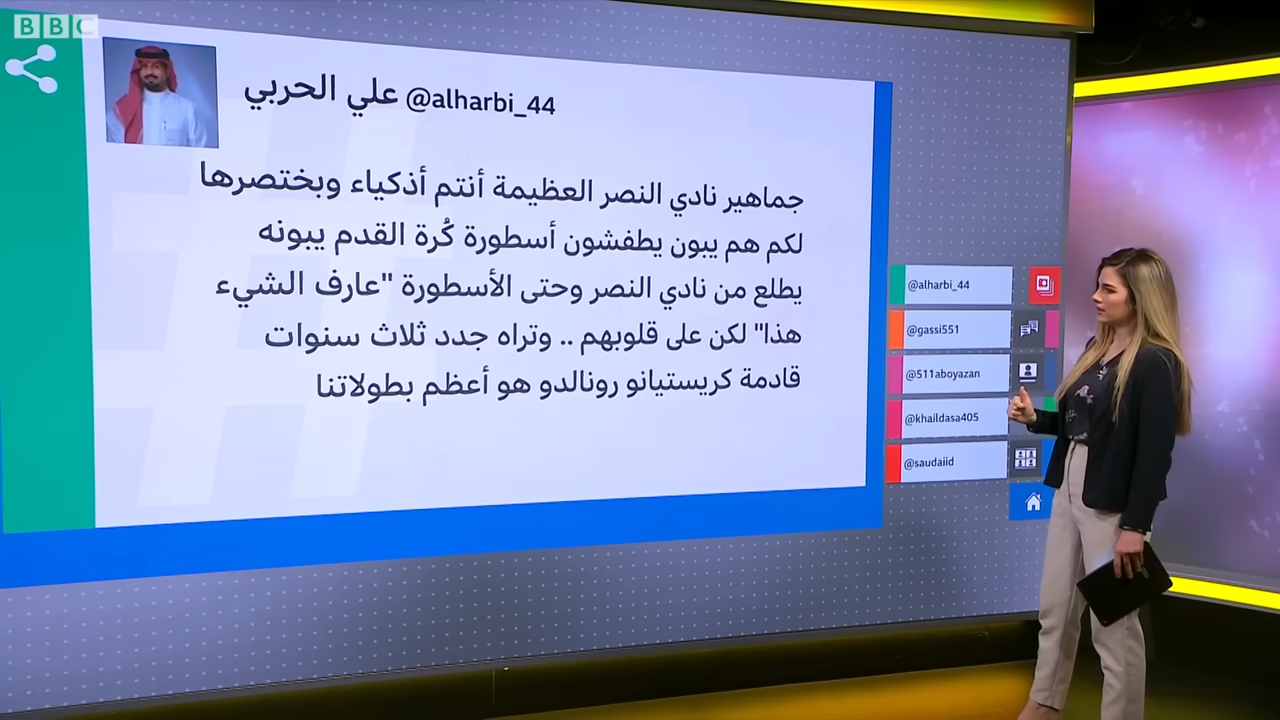 BBC
علي الحربي @alharbi_44
جماهير نادي النصر العظيمة أنتم أذكياء وبختصرها
لكم هم يبون يطفشون أسطورة كُرة القدم يبونه
يطلع من نادي النصر وحتى الأسطورة "عارف الشيء
هذا" لكن على قلوبهم .. وتراه جدد ثلاث سنوات
قادمة كريستيانو رونالدو هو أعظم بطولاتنا
@alharbi_44
@gassi551
@511aboyazan
@khaildasa405
@saudaiid